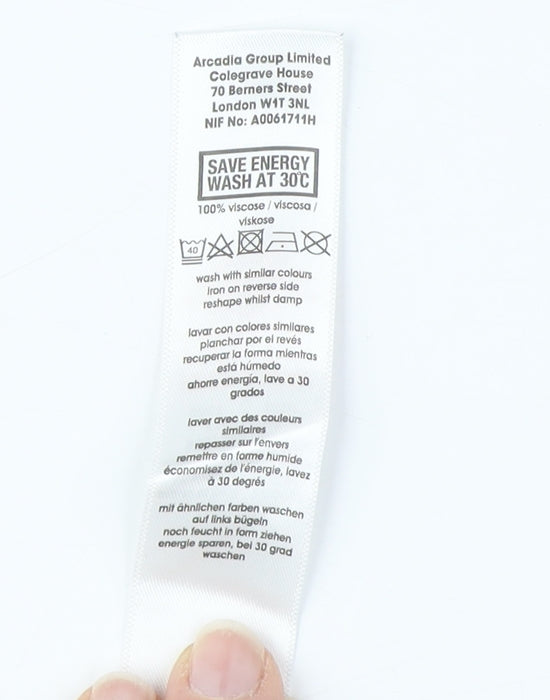 Arcadia Group Limited
Colegrave House
70 Berners Street
London W1T 3NL
NIF No: A0061711H
SAVE ENERGY
WASH AT 30°C
100% viscose / viscosa /
viskose
40
wash with similar colours
iron on reverse side
reshape whilst damp
lavar con colores similares
planchar por el revés
recuperar la forma mientras
está húmedo
ahorre energía, lave a 30
grados
laver avec des couleurs
similaires
repasser sur l'envers
remettre en forme humide
économisez de l'énergie, lavez
à 30 degrés
mit ähnlichen farben waschen
auf links bügeln
noch feucht in form ziehen
energie sparen, bei 30 grad
waschen